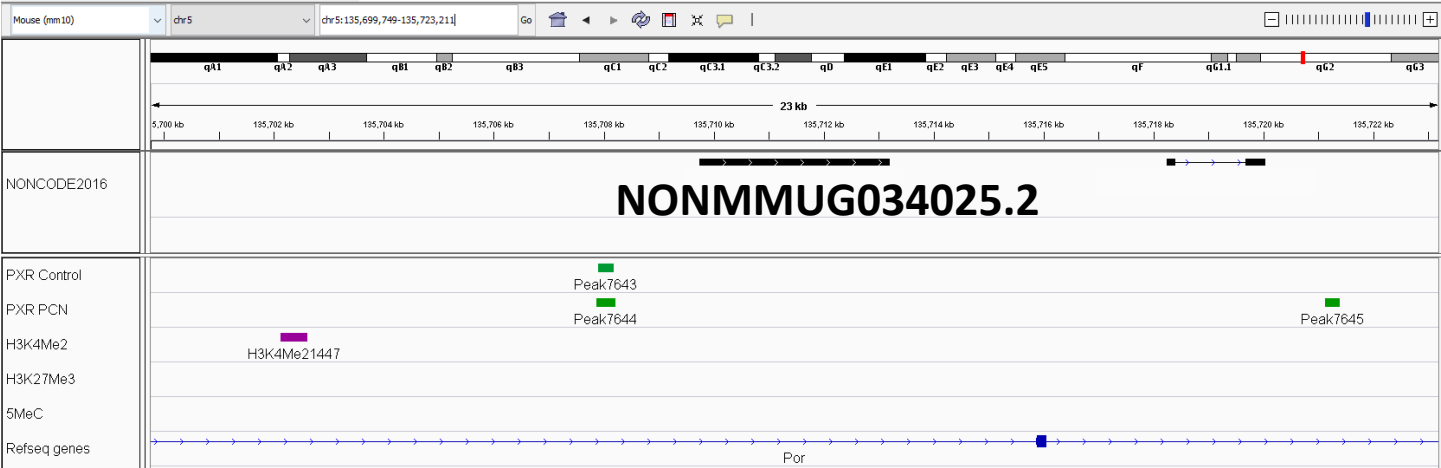 Mouse (mm10) chr5 chr5:135,699,749-135,723,211 Go
qA1 qA2 qA3 qB1 qB2 qB3 qC1 qC2 qC3.1 qC3.2 qD qE1 qE2 qE3 qE4 qE5 qF qG1.1 qG2 qG3
23 kb
5,700 kb 135,702 kb 135,704 kb 135,706 kb 135,708 kb 135,710 kb 135,712 kb 135,714 kb 135,716 kb 135,718 kb 135,720 kb 135,722 kb
NONCODE2016
NONMMUG034025.2
PXR Control
Peak7643
PXR PCN
Peak7644 Peak7645
H3K4Me2
H3K4Me21447
H3K27Me3
5MeC
Refseq genes
Por